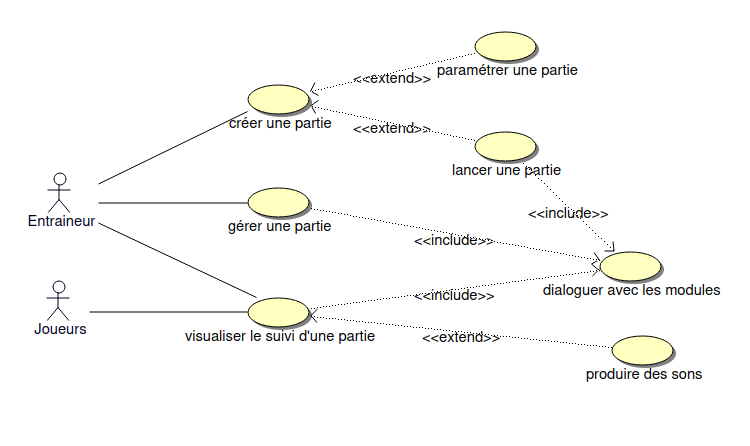 <<extend>>
paramétrer une partie
créer une partie
<<extend>>
lancer une partie
<<include>>
Entraineur
gérer une partie
<<include>>
dialoguer avec les modules
<<include>>
Joueurs
visualiser le suivi d'une partie
<<extend>>
produire des sons